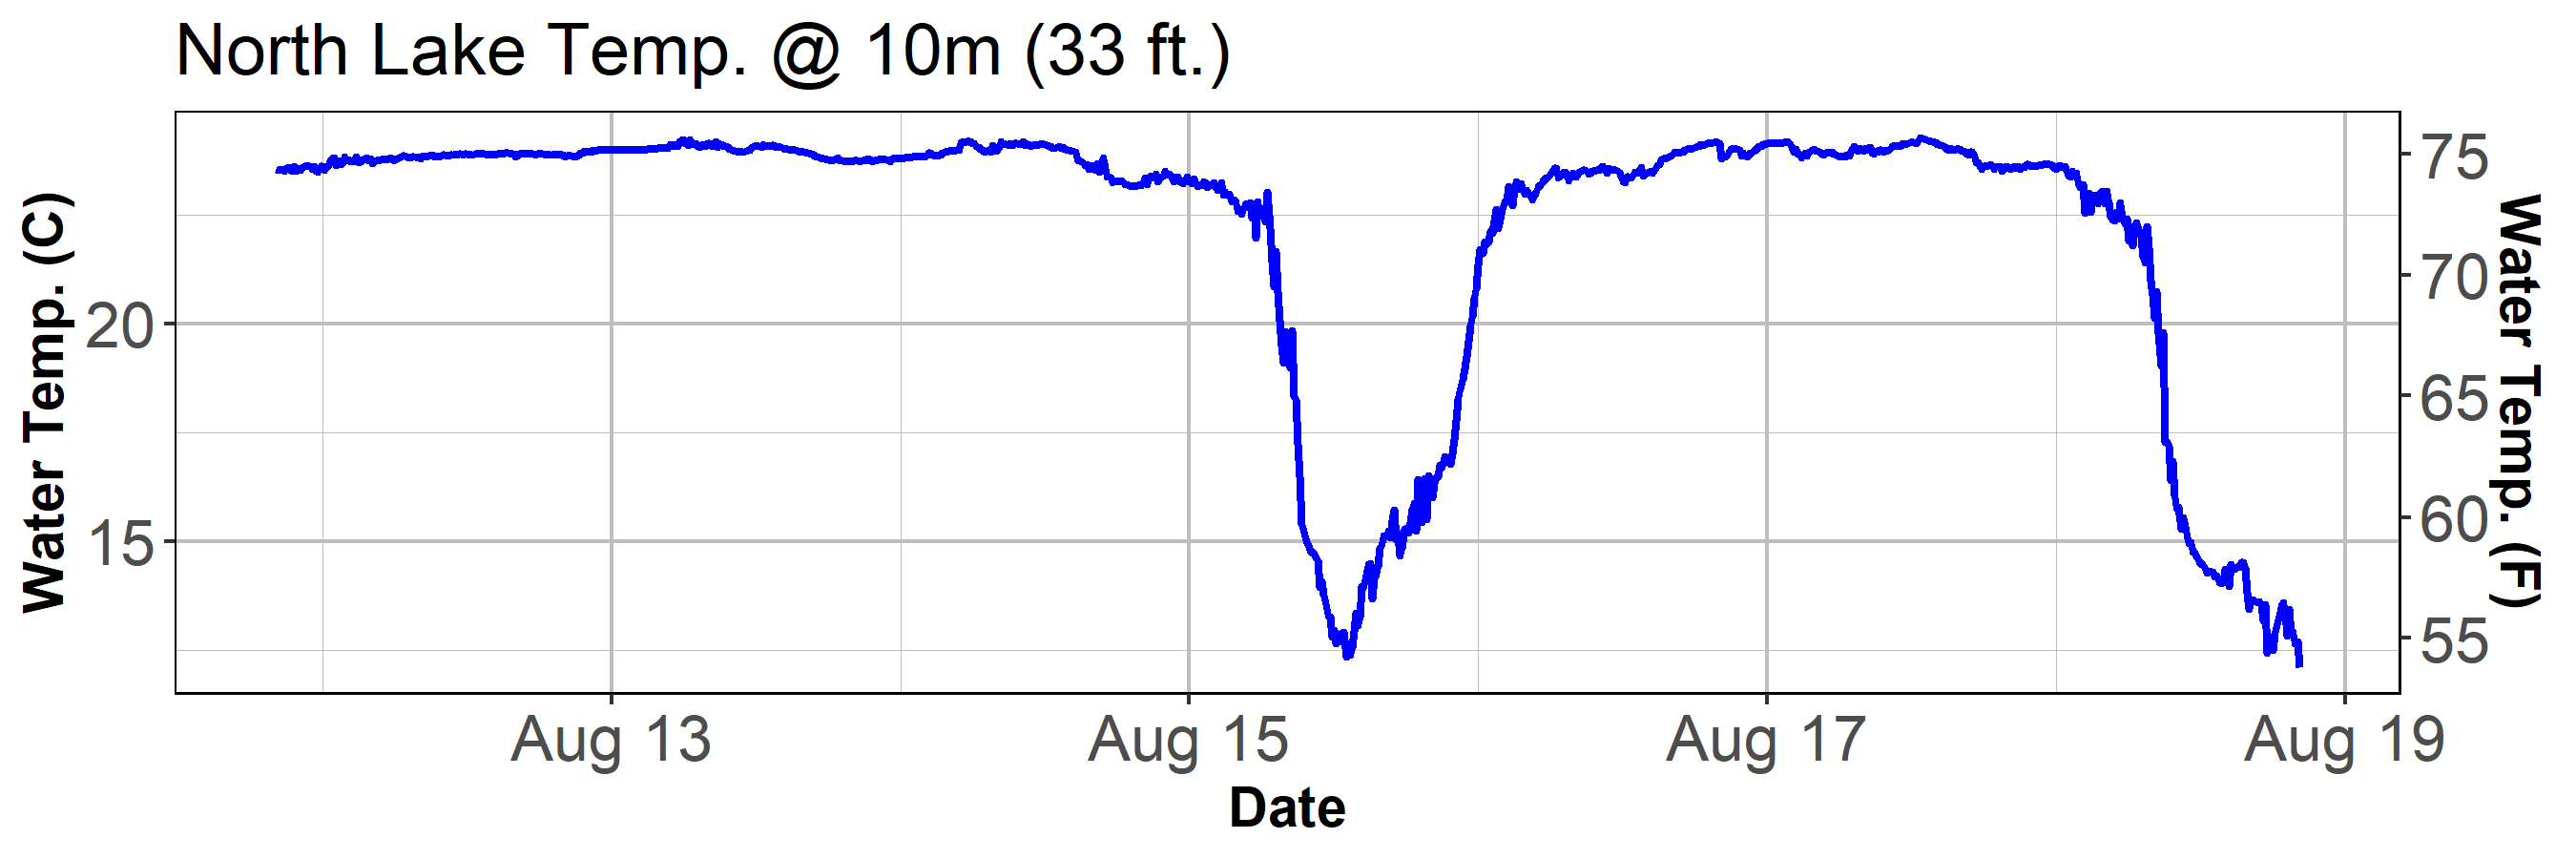 North Lake Temp. @ 10m (33 ft.)
Water Temp. (C)
20
15
75
70
65
60
55
Water Temp. (F)
Aug 13
Aug 15
Aug 17
Aug 19
Date